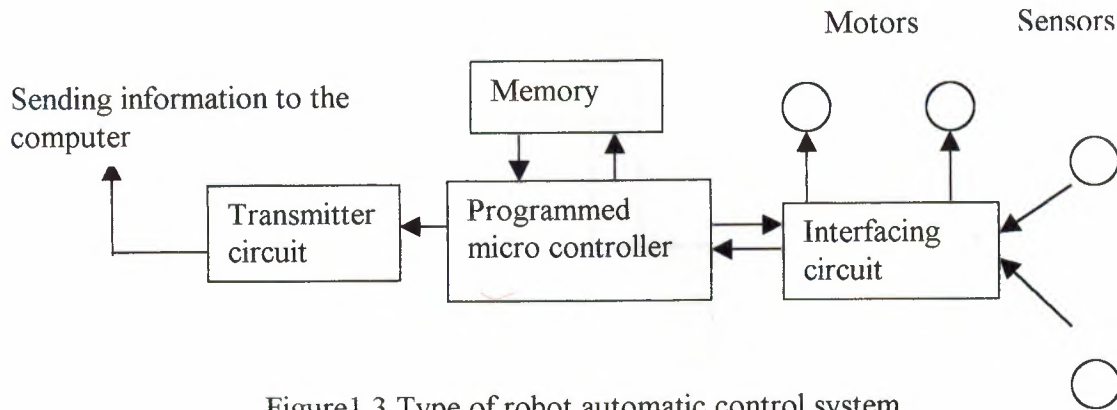 Motors Sensors
Sending information to the
computer
Memory
Transmitter
circuit
Programmed
micro controller
Interfacing
circuit
Figure1.3 Type of robot automatic control system